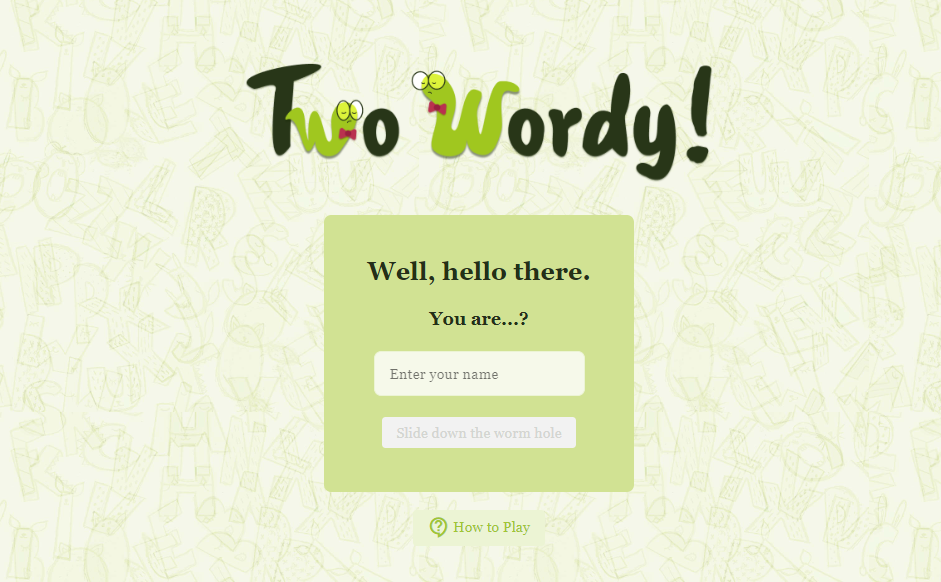 Two Wordy!
Well, hello there.
You are...?
Enter your name
Slide down the worm hole
How to Play